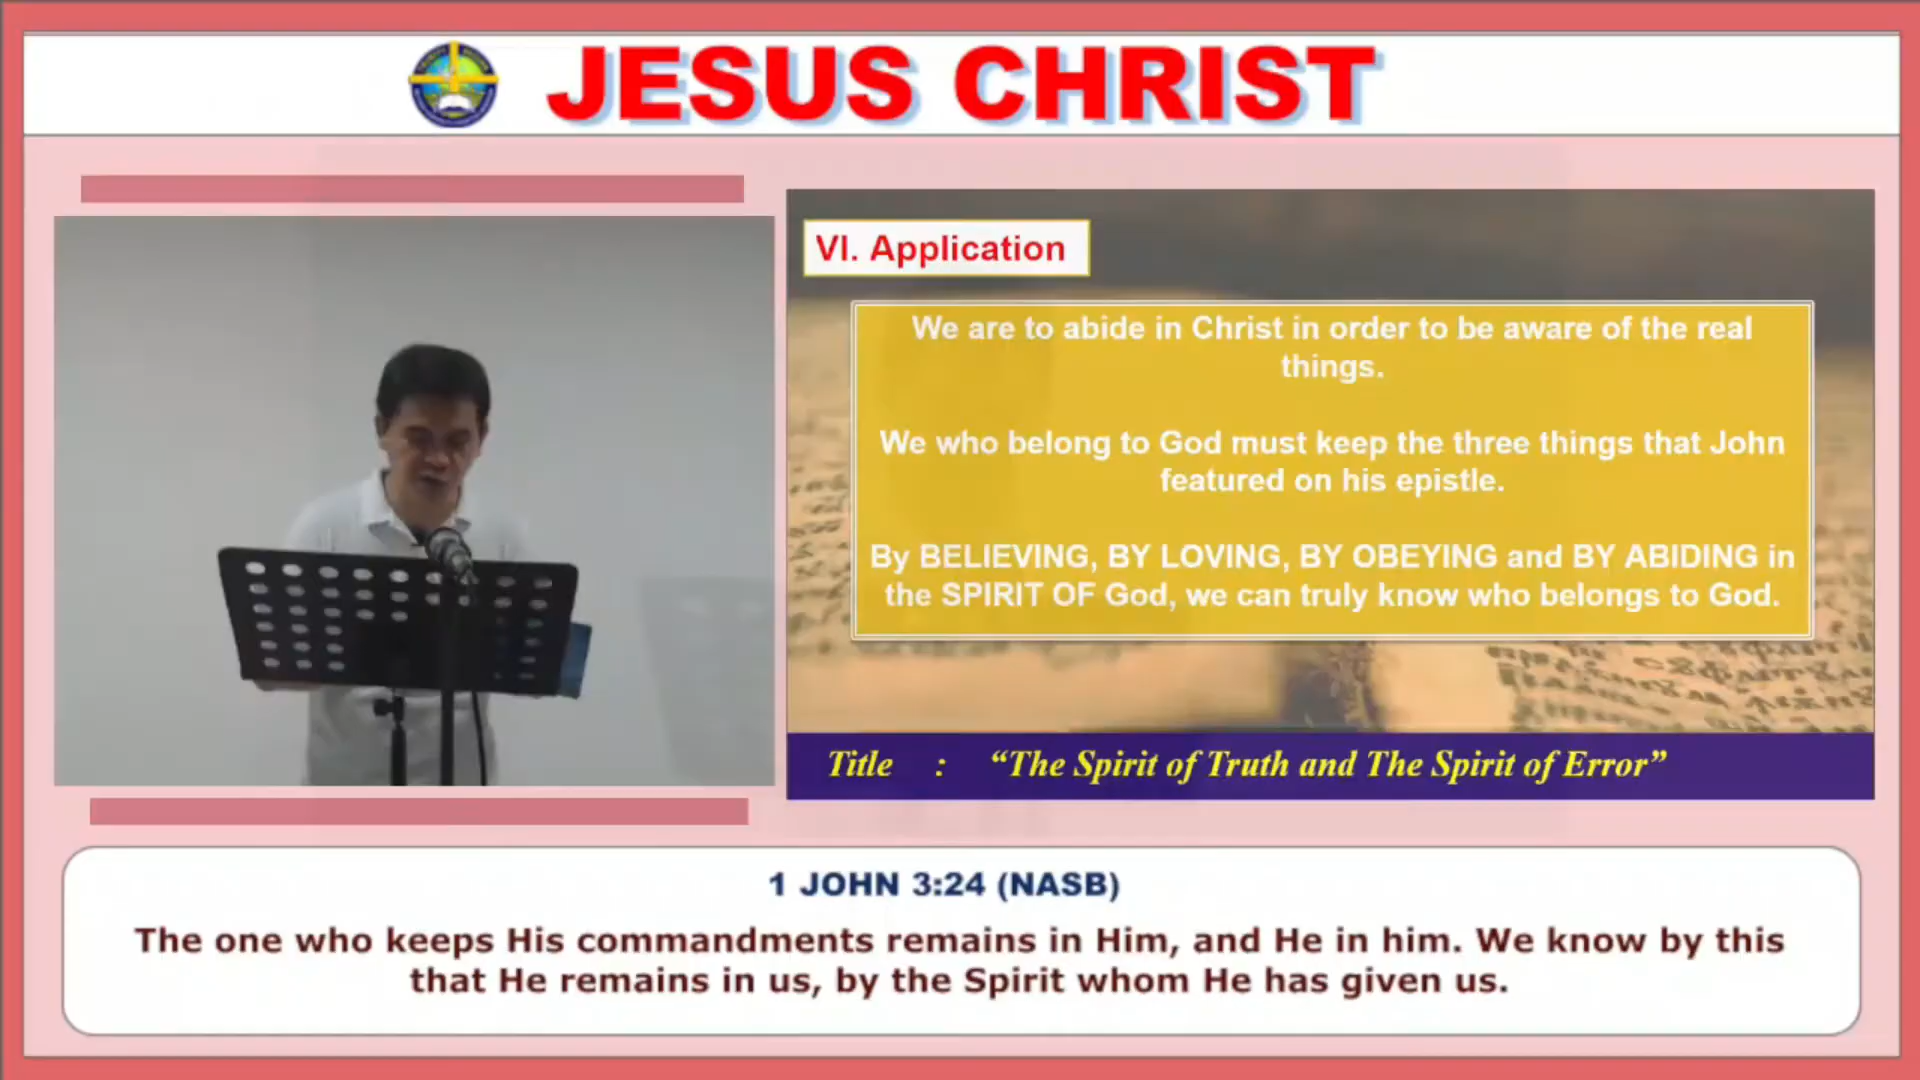 JESUS CHRIST
VI. Application
We are to abide in Christ in order to be aware of the real
things.
We who belong to God must keep the three things that John
featured on his epistle.
By BELIEVING, BY LOVING, BY OBEYING and BY ABIDING in
the SPIRIT OF God, we can truly know who belongs to God.
Title : “The Spirit of Truth and The Spirit of Error”
1 JOHN 3:24 (NASB)
The one who keeps His commandments remains in Him, and He in him. We know by this
that He remains in us, by the Spirit whom He has given us.